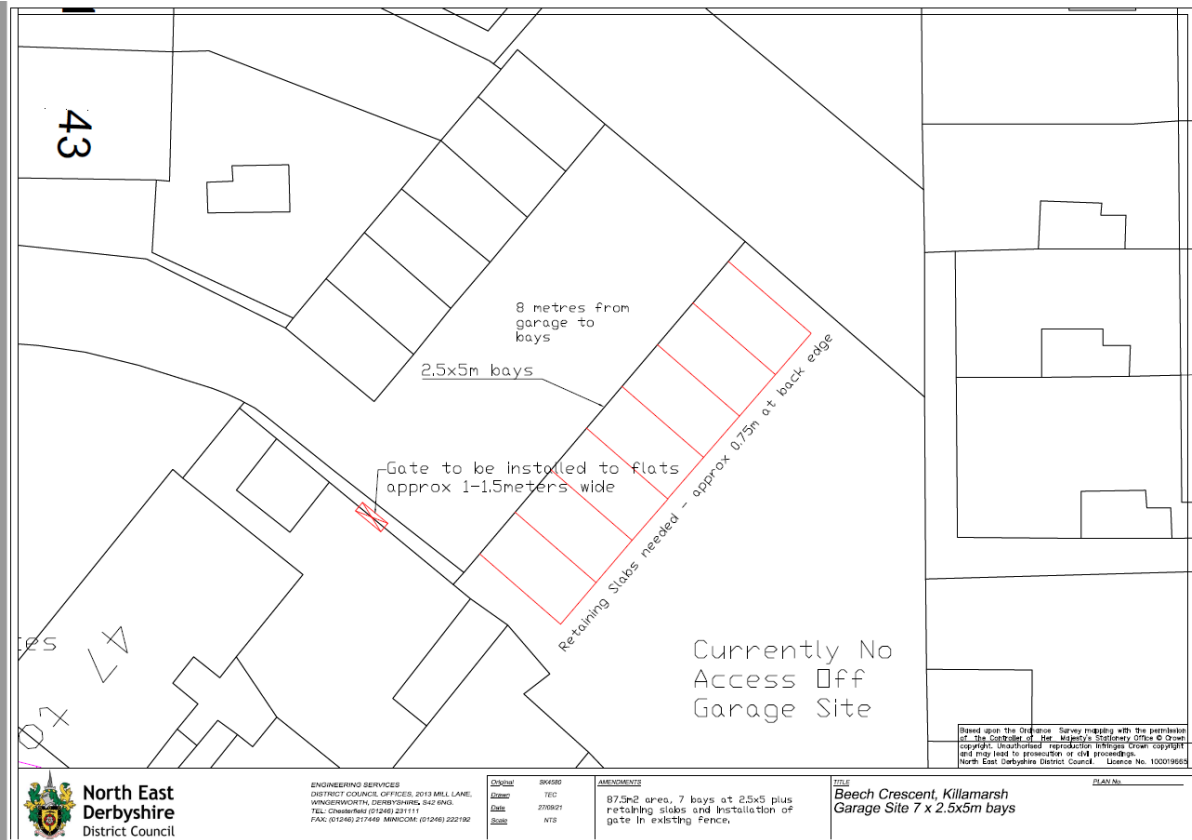 43
8 metres from
garage to
bays
2.5x5m bays
Gate to be installed to flats
approx 1-1.5meters wide
Retaining Slabs needed - approx 0.75m at back edge
47
to
ces
Currently No
Access Off
Garage Site
Based upon the Ordnance Survey mapping with the permission
of the Controller of Her Majesty's Stationery Office © Crown
copyright. Unauthorised reproduction infringes Crown copyright
and may lead to prosecution or civil proceedings.
North East Derbyshire District Council. Licence No. 100019665
North East
Derbyshire
District Council
ENGINEERING SERVICES
DISTRICT COUNCIL OFFICES, 2013 MILL LANE,
WINGERWORTH, DERBYSHIRE, S42 6NG.
TEL: Chesterfield (01246) 231111
FAX: (01246) 217449 MINICOM: (01246) 222192
Original SK4580
Drawn TEC
Date 27/09/21
Scale NTS
AMENDMENTS
87.5m2 area, 7 bays at 2.5x5 plus
retaining slabs and installation of
gate in existing fence.
TITLE
Beech Crescent, Killamarsh
Garage Site 7 x 2.5x5m bays
PLAN No.